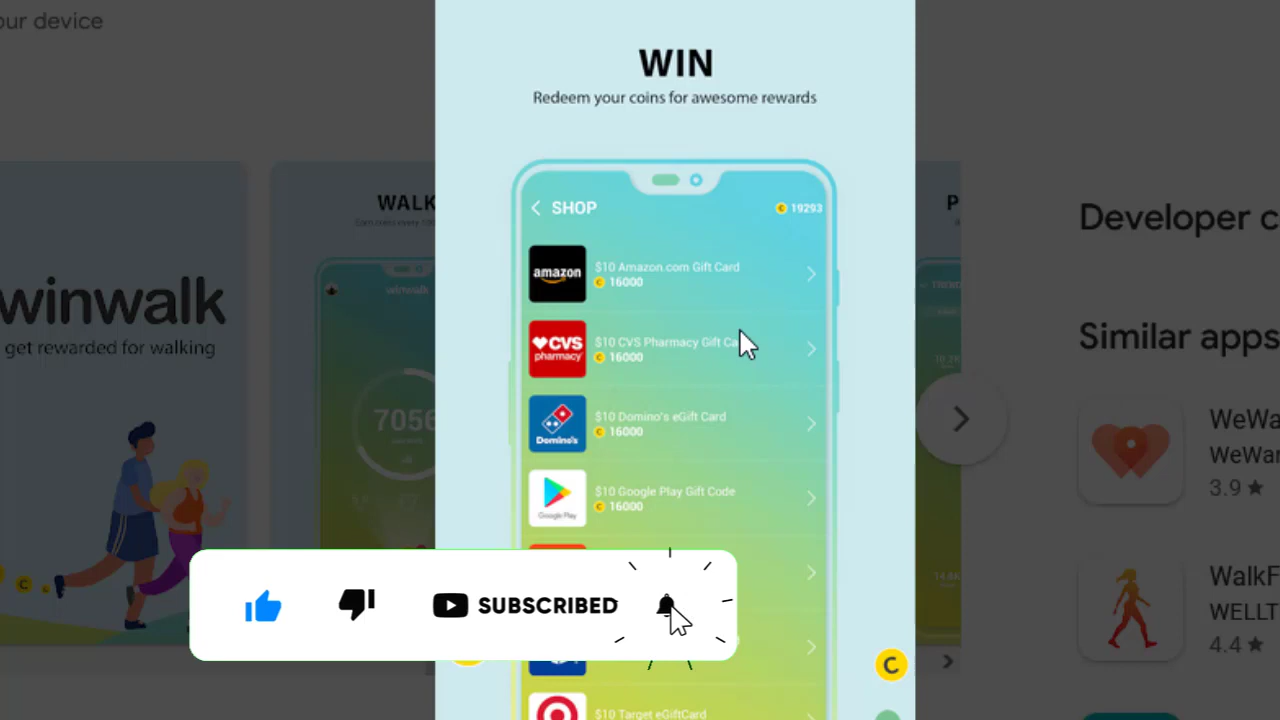 our device
WIN
Redeem your coins for awesome rewards
WALK
winwalk
get rewarded for walking
winwalk
7056
SHOP
19293
amazon
$10 Amazon.com Gift Card
16000
CVS
pharmacy
$10 CVS Pharmacy Gift Ca
16000
Domino's
$10 Domino's eGift Card
16000
Google Play
$10 Google Play Gift Code
16000
$10 Target eGiftCard
SUBSCRIBED
P
Developer c
Similar apps
WeWa
WeWar
3.9 ★
WalkF
WELLT
4.4 ★